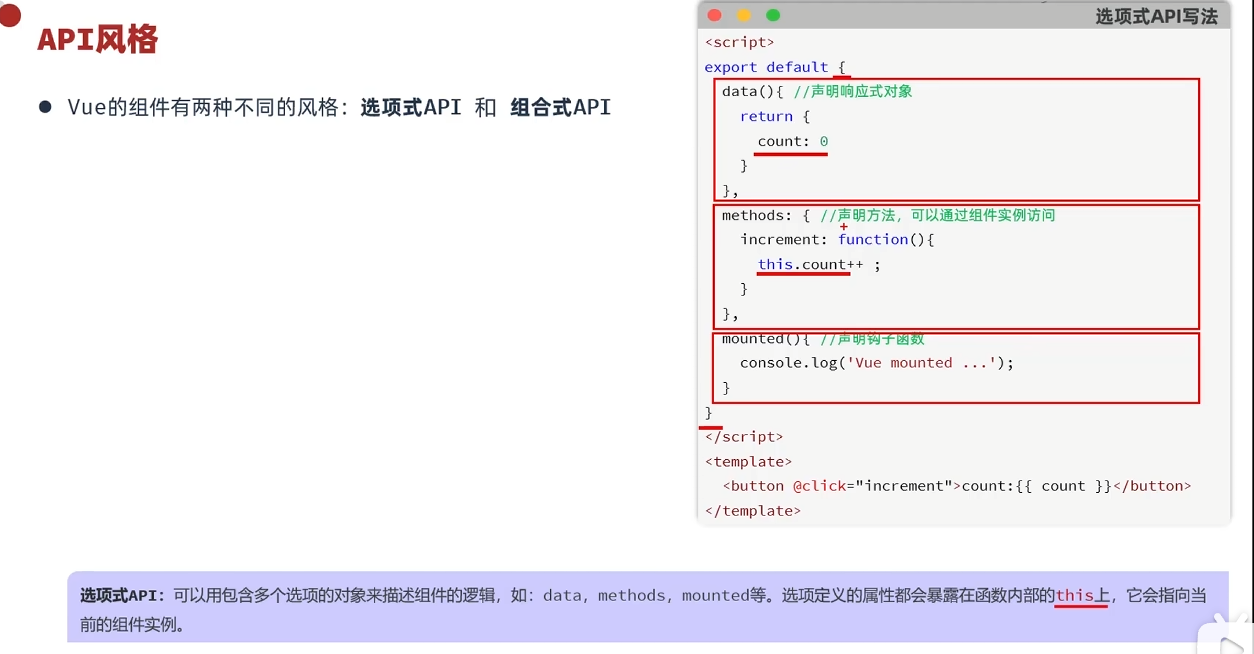 API风格
● Vue的组件有两种不同的风格：选项式API 和 组合式API
选项式API写法
<script>
export default {
  data(){ //声明响应式对象
    return {
      count: 0
    }
  },
  methods: { //声明方法，可以通过组件实例访问
    increment: function(){
      this.count++ ;
    }
  },
  mounted(){ //声明钩子函数
    console.log('Vue mounted ...');
  }
}
</script>
<template>
  <button @click="increment">count:{{ count }}</button>
</template>
选项式API：可以用包含多个选项的对象来描述组件的逻辑，如：data，methods，mounted等。选项定义的属性都会暴露在函数内部的this上，它会指向当
前的组件实例。